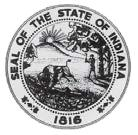 SEAL OF THE STATE OF INDIANA
1816